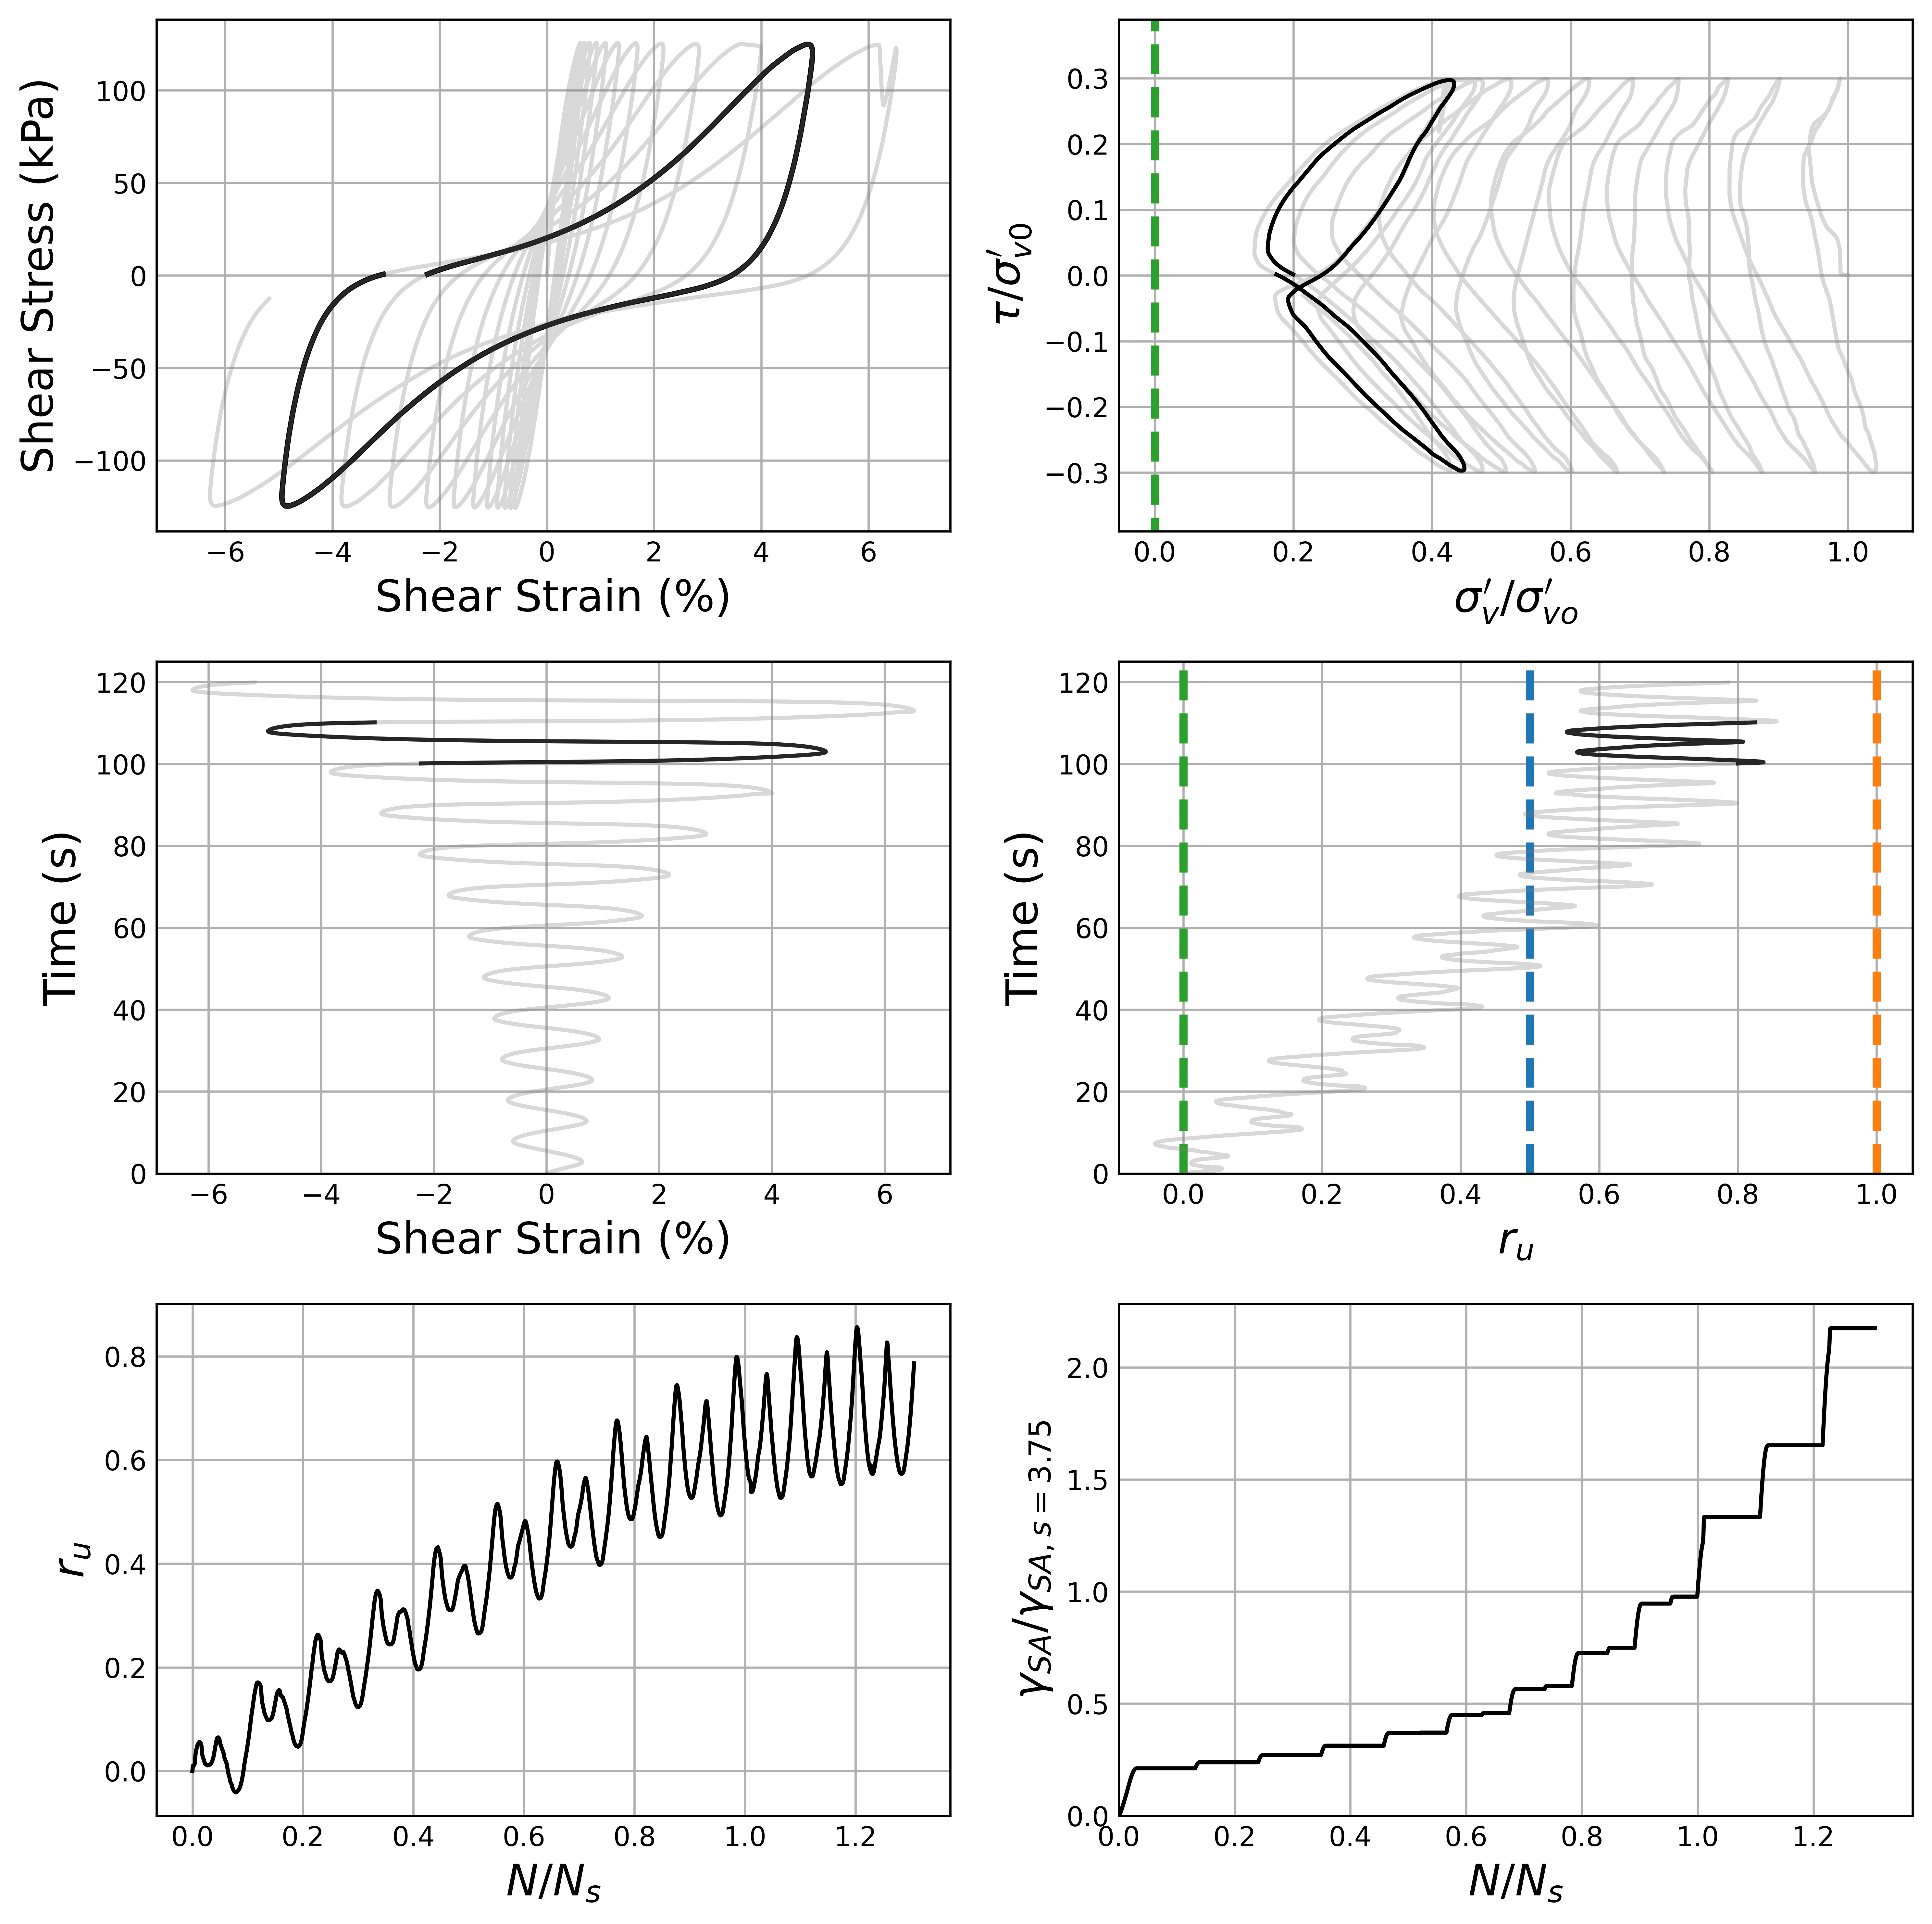 100
50
0
−50
−100
Shear Stress (kPa)
−6 −4 −2 0 2 4 6
Shear Strain (%)
0.3
0.2
0.1
0.0
−0.1
−0.2
−0.3
τ/σ′v0
0.0 0.2 0.4 0.6 0.8 1.0
σ′v/σ′vo
120
100
80
60
40
20
0
Time (s)
−6 −4 −2 0 2 4 6
Shear Strain (%)
120
100
80
60
40
20
0
Time (s)
0.0 0.2 0.4 0.6 0.8 1.0
ru
0.8
0.6
0.4
0.2
0.0
ru
0.0 0.2 0.4 0.6 0.8 1.0 1.2
N/Ns
2.0
1.5
1.0
0.5
0.0
γSA/γSA, s = 3.75
0.0 0.2 0.4 0.6 0.8 1.0 1.2
N/Ns